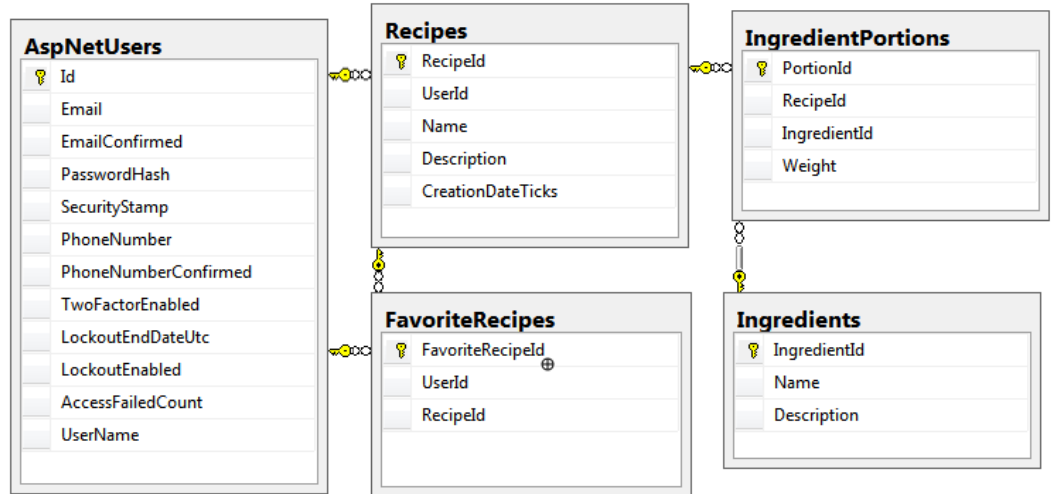 AspNetUsers
Id
Email
EmailConfirmed
PasswordHash
SecurityStamp
PhoneNumber
PhoneNumberConfirmed
TwoFactorEnabled
LockoutEndDateUtc
LockoutEnabled
AccessFailedCount
UserName
Recipes
RecipeId
UserId
Name
Description
CreationDateTicks
FavoriteRecipes
FavoriteRecipeId
UserId
RecipeId
IngredientPortions
PortionId
RecipeId
IngredientId
Weight
Ingredients
IngredientId
Name
Description